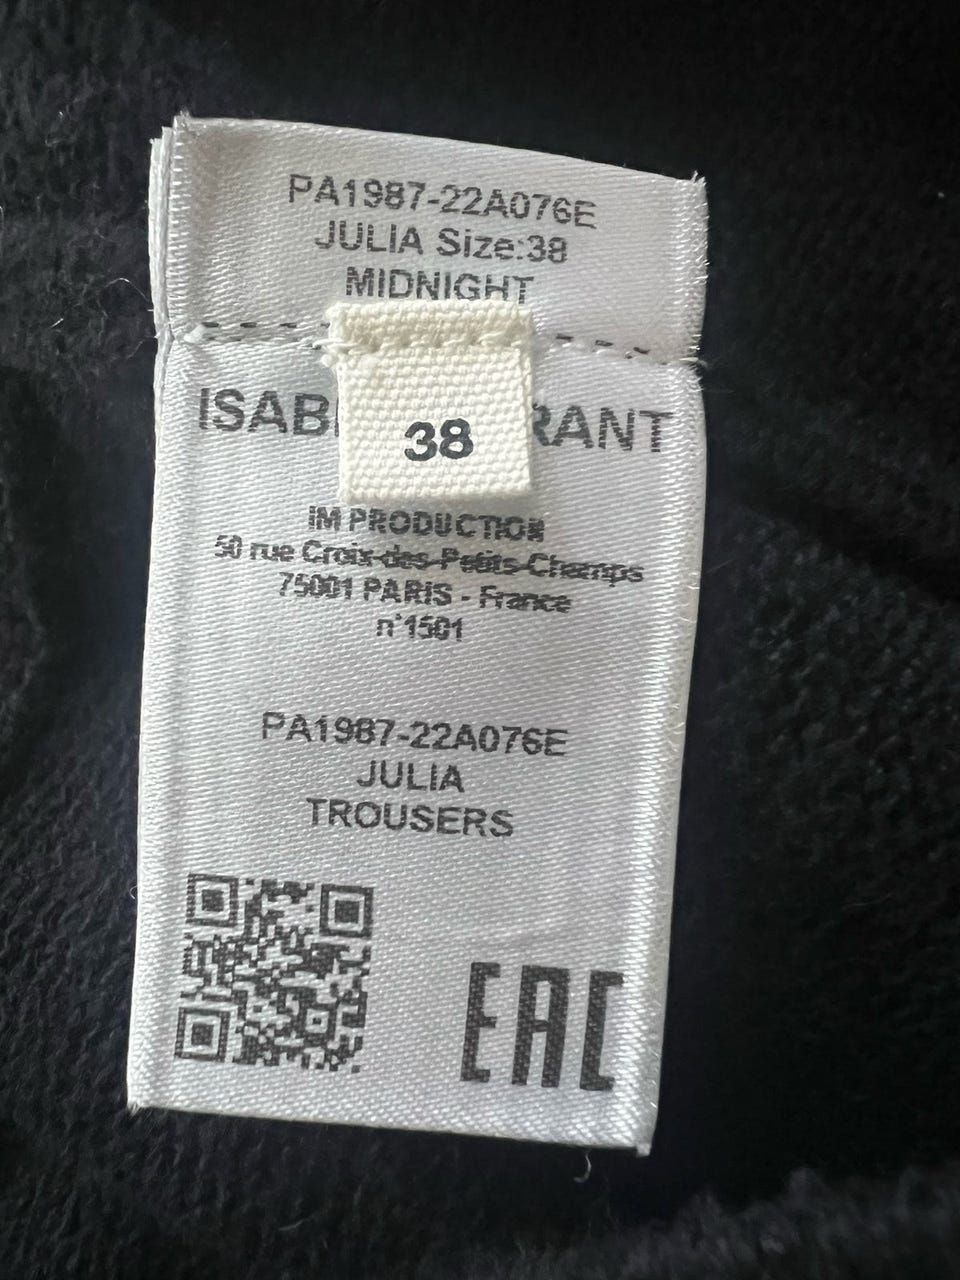 PA1987-22A076E
JULIA Size:38
MIDNIGHT
ISAB RANT
38
IM PRODUCTION
50 rue Croix-des-Petits-Champs
75001 PARIS - France
n°1501
PA1987-22A076E
JULIA
TROUSERS
EAC